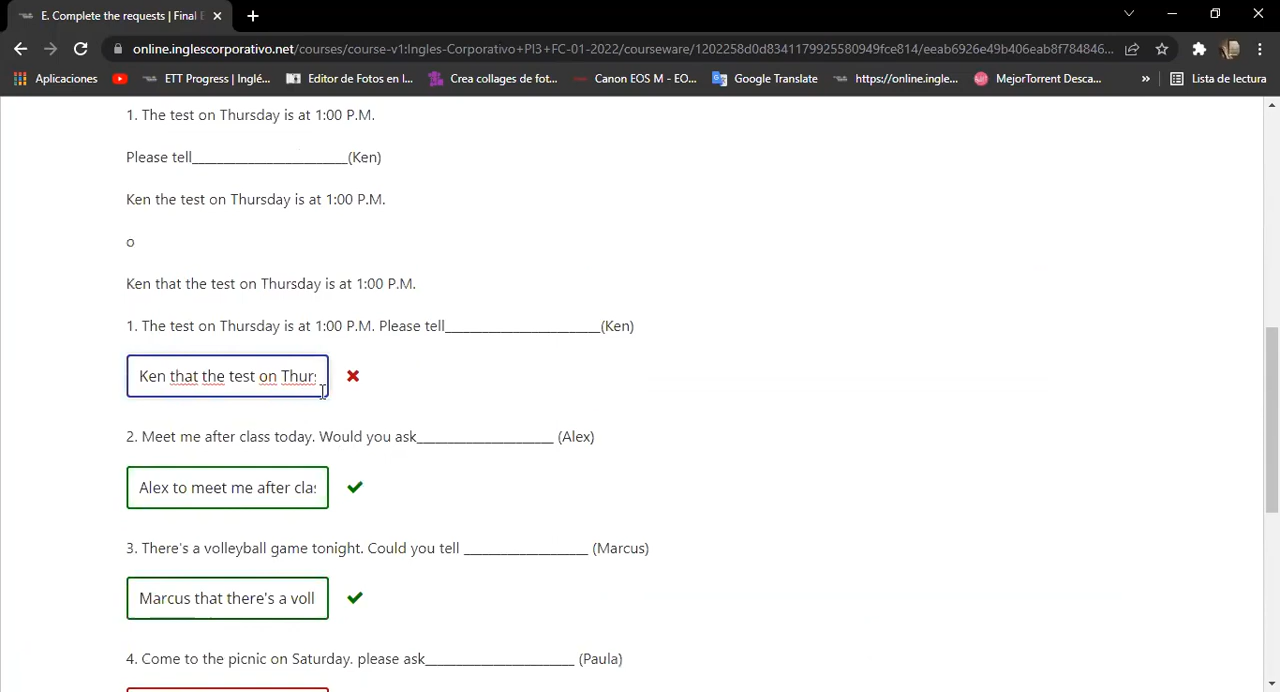 E. Complete the requests | Final E
online.inglescorporativo.net/courses/course-v1:Ingles-Corporativo+PI3+FC-01-2022/courseware/1202258d0d8341179925580949fce814/eeab6926e49b406eab8f784846...
Aplicaciones ETT Progress | Inglé... Editor de Fotos en l... Crea collages de fot... Canon EOS M - EO... Google Translate https://online.ingle... MejorTorrent Desca... » Lista de lectura
1. The test on Thursday is at 1:00 P.M.
Please tell______________________(Ken)
Ken the test on Thursday is at 1:00 P.M.
o
Ken that the test on Thursday is at 1:00 P.M.
1. The test on Thursday is at 1:00 P.M. Please tell______________________(Ken)
Ken that the test on Thurs
2. Meet me after class today. Would you ask___________________ (Alex)
Alex to meet me after clas
3. There's a volleyball game tonight. Could you tell _________________ (Marcus)
Marcus that there's a voll
4. Come to the picnic on Saturday. please ask_____________________ (Paula)